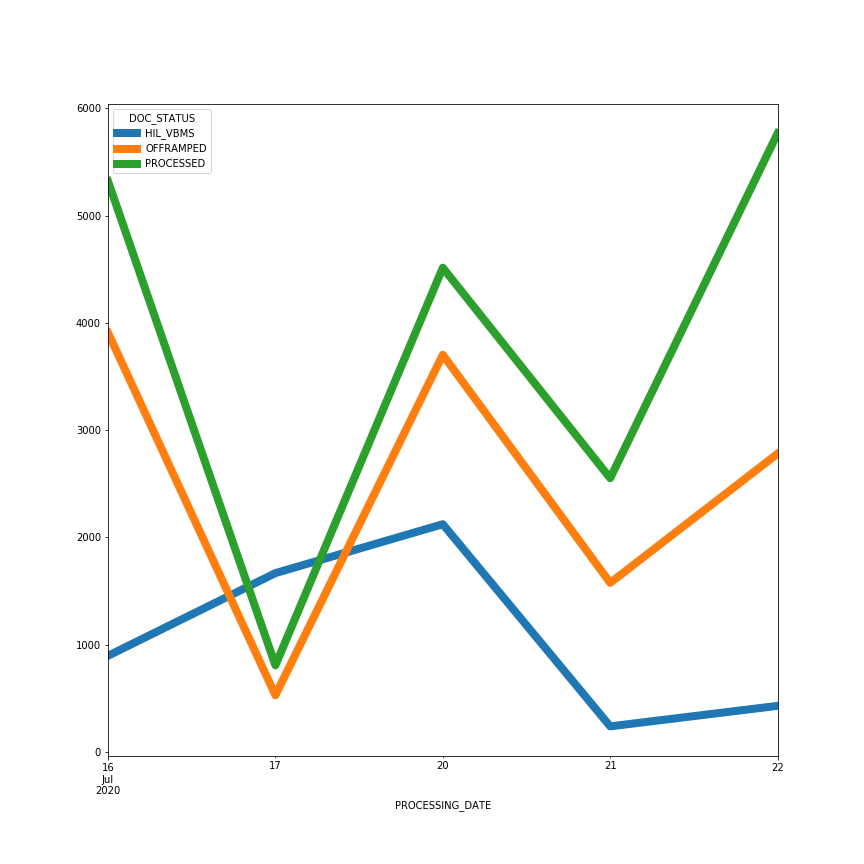 6000
5000
4000
3000
2000
1000
0
DOC_STATUS
HIL_VBMS
OFFRAMPED
PROCESSED
16 17 20 21 22
Jul
2020
PROCESSING_DATE